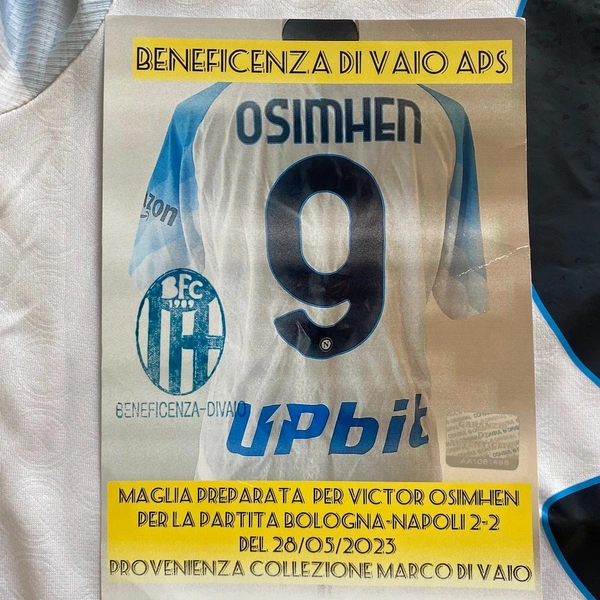 BENEFICENZA DI VAIO APS
OSIMHEN
9
zon
BFC
1909
N
BENEFICENZA-DIVAIO
UPbit
MAGLIA PREPARATA PER VICTOR OSIMHEN
PER LA PARTITA BOLOGNA-NAPOLI 2-2
DEL 28/05/2023
PROVENIENZA COLLEZIONE MARCO DI VAIO